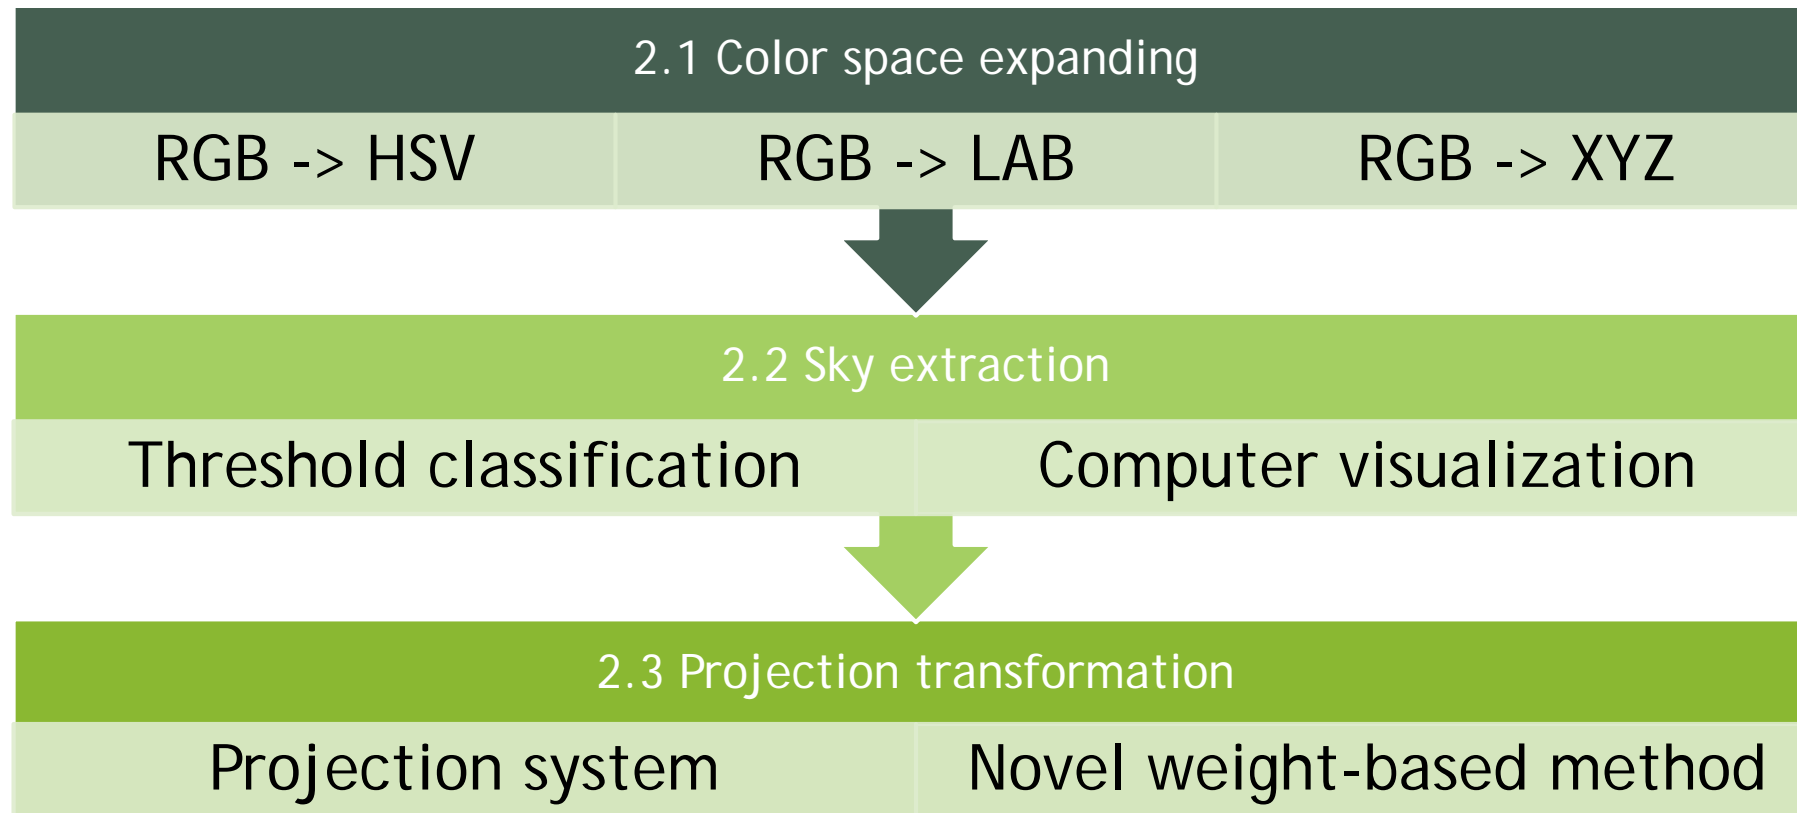 2.1 Color space expanding
RGB -> HSV RGB -> LAB RGB -> XYZ
2.2 Sky extraction
Threshold classification Computer visualization
2.3 Projection transformation
Projection system Novel weight-based method